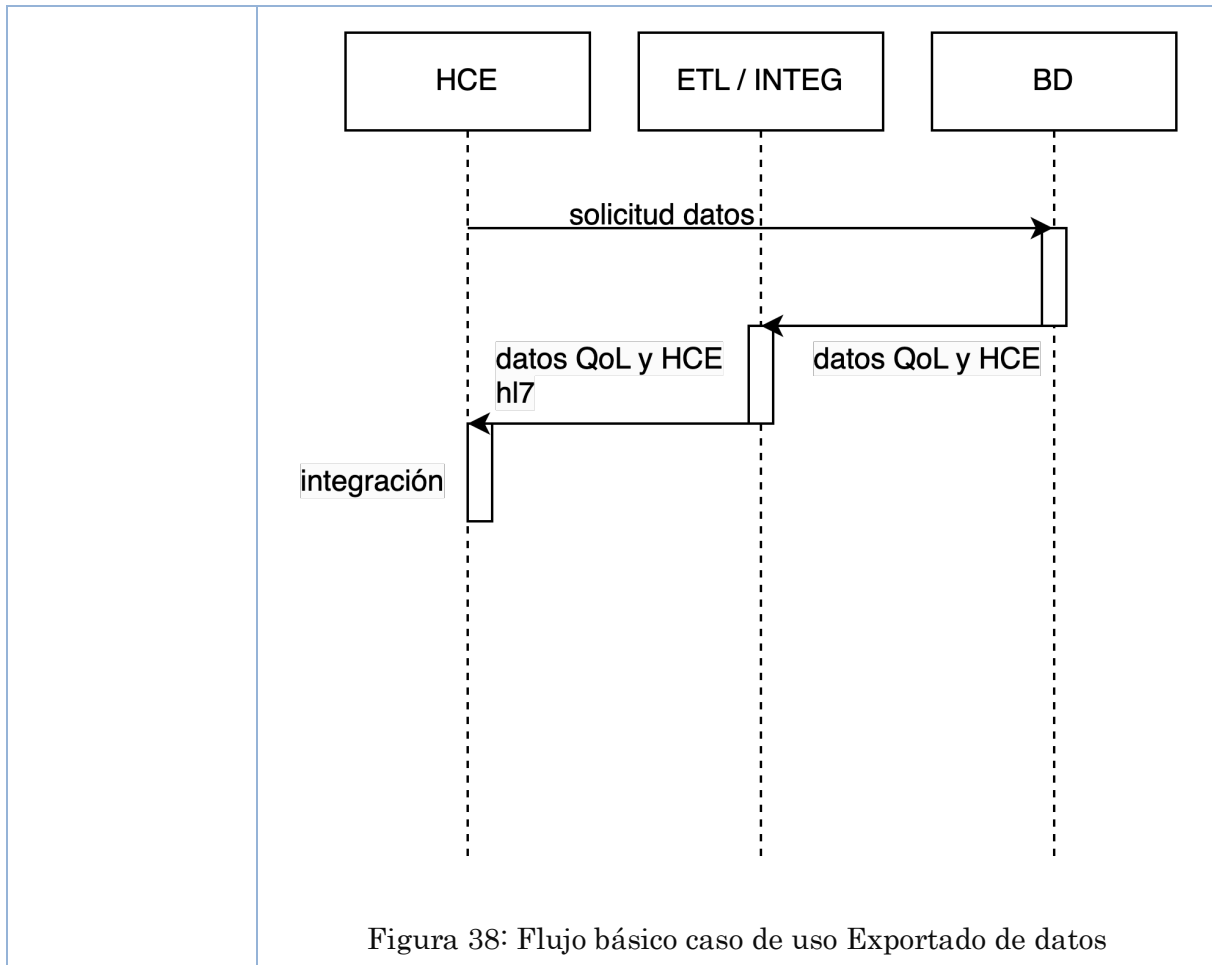 HCE
ETL / INTEG
BD
solicitud datos
datos QoL y HCE
hl7
datos QoL y HCE
integración
Figura 38: Flujo básico caso de uso Exportado de datos